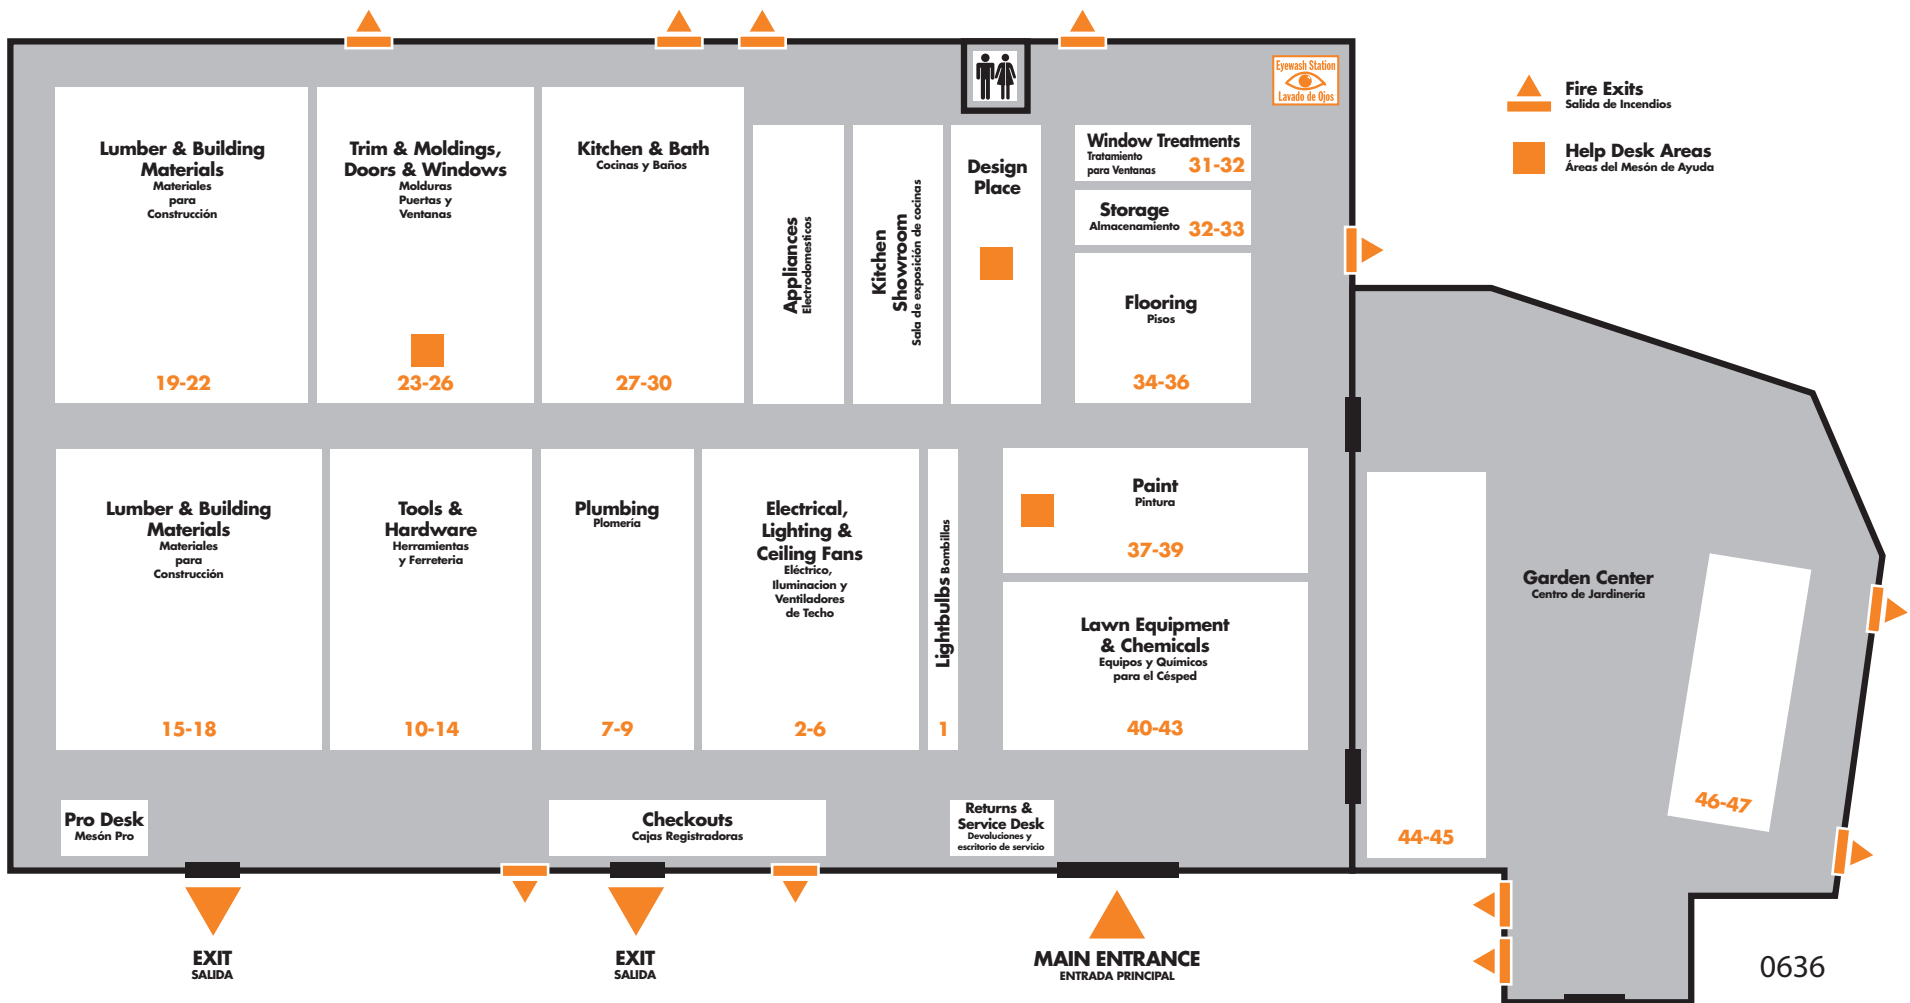 Eyewash Station
Lavado de Ojos
Fire Exits
Salida de Incendios
Help Desk Areas
Áreas del Mesón de Ayuda
Lumber & Building
Materials
Materiales
para
Construcción
19-22
Trim & Moldings,
Doors & Windows
Molduras
Puertas y
Ventanas
23-26
Kitchen & Bath
Cocinas y Baños
27-30
Appliances
Electrodomesticos
Kitchen
Showroom
Sala de exposición de cocinas
Design
Place
Window Treatments
Tratamiento
para Ventanas
31-32
Storage
Almacenamiento
32-33
Flooring
Pisos
34-36
Lumber & Building
Materials
Materiales
para
Construcción
15-18
Tools &
Hardware
Herramientas
y Ferreteria
10-14
Plumbing
Plomería
7-9
Electrical,
Lighting &
Ceiling Fans
Eléctrico,
Iluminacion y
Ventiladores
de Techo
2-6
Lightbulbs Bombillas
1
Paint
Pintura
37-39
Lawn Equipment
& Chemicals
Equipos y Químicos
para el Césped
40-43
Garden Center
Centro de Jardinería
44-45
46-47
Pro Desk
Mesón Pro
Checkouts
Cajas Registradoras
Returns &
Service Desk
Devoluciones y
escritorio de servicio
EXIT
SALIDA
EXIT
SALIDA
MAIN ENTRANCE
ENTRADA PRINCIPAL
0636